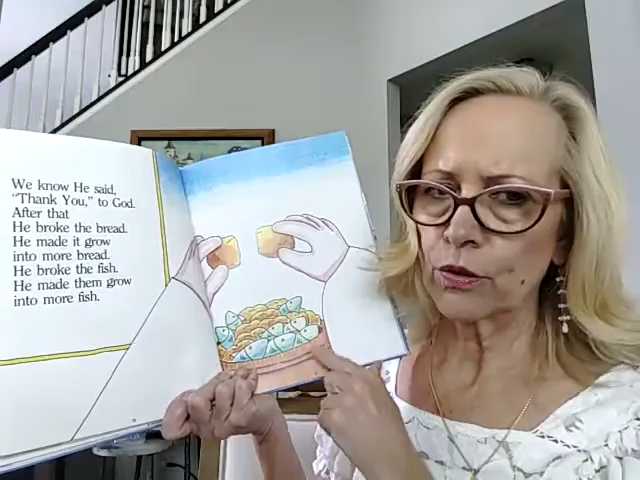 We know He said,
"Thank You," to God.
After that
He broke the bread.
He made it grow
into more bread.
He broke the fish.
He made them grow
into more fish.